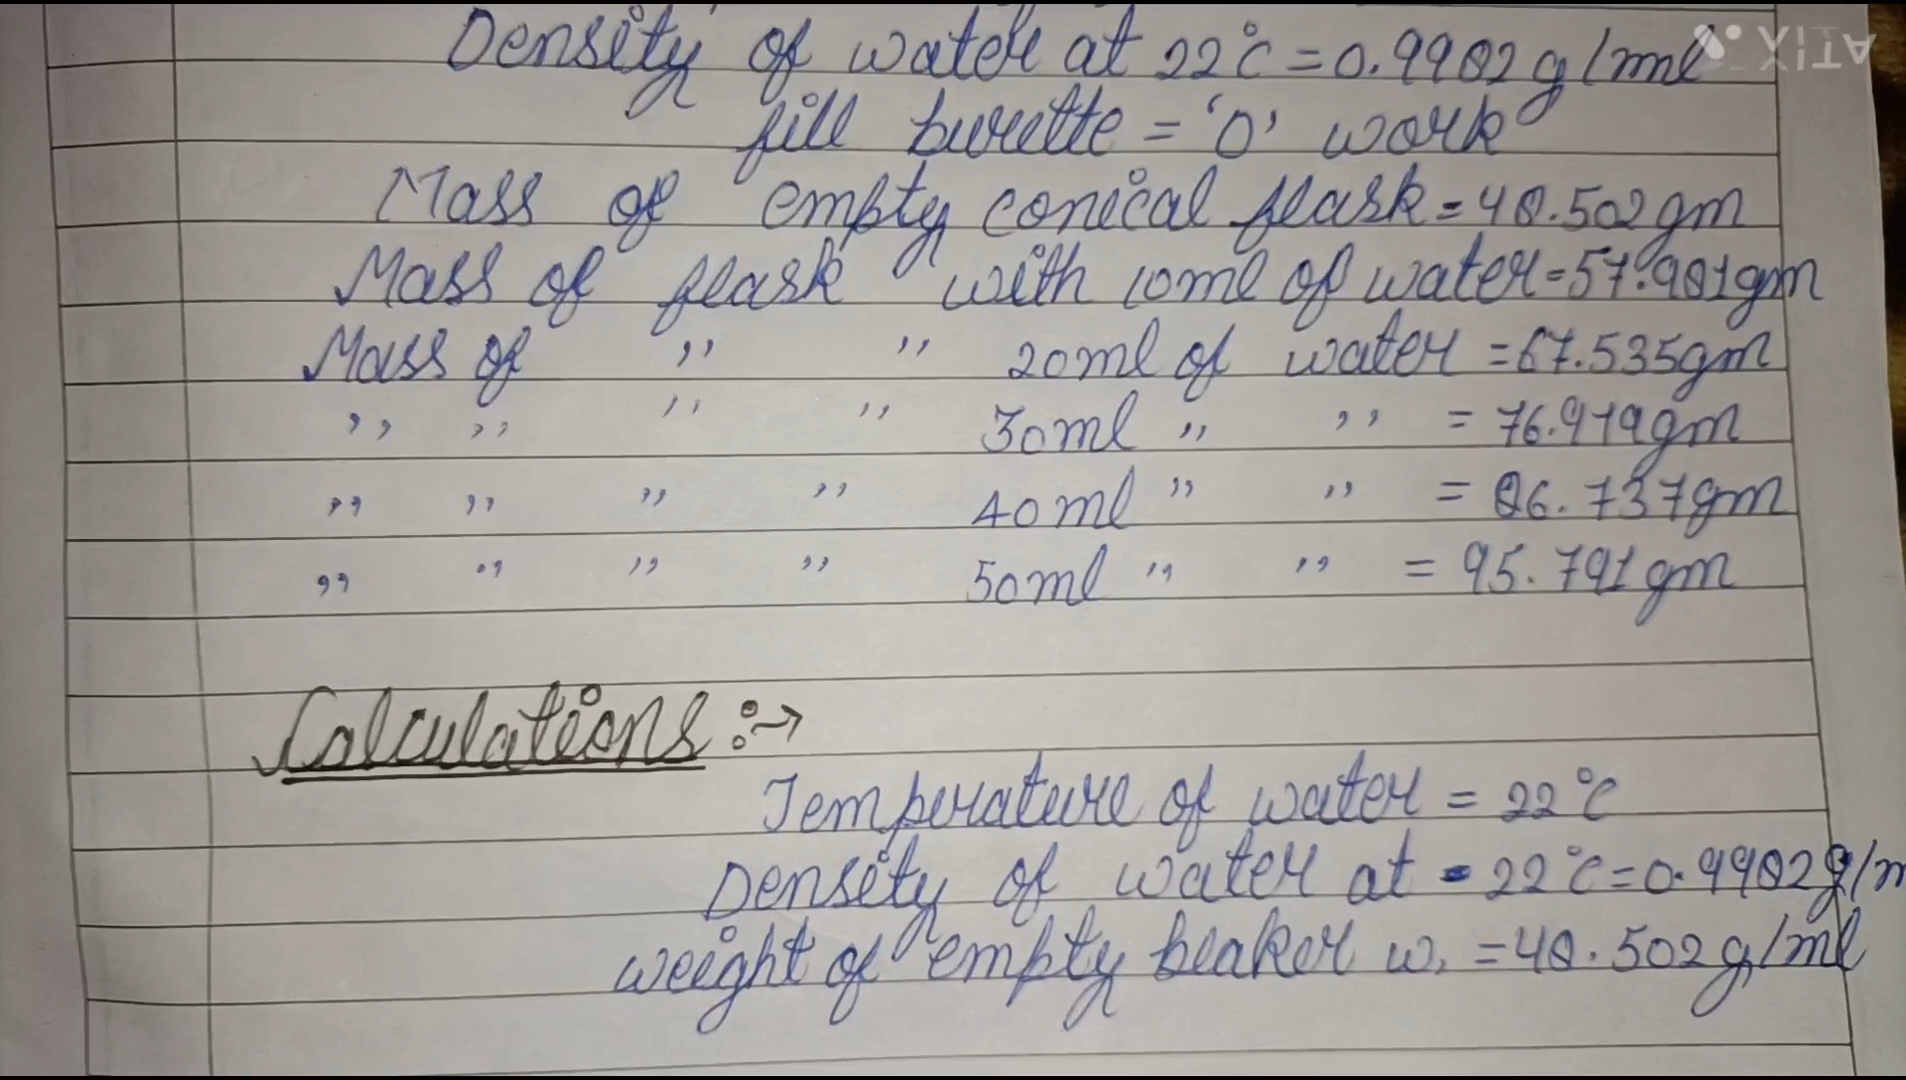 Density of water at 22°C = 0.9982 g/ml
fill burette = '0' work
Mass of empty conical flask = 48.502 gm
Mass of flask with 10ml of water = 57.981 gm
Mass of " " 20ml of water = 67.535 gm
" " " " 30ml " " = 76.979 gm
" " " " 40ml " " = 86.737 gm
" " " " 50ml " " = 95.791 gm
Calculations :→
Temperature of water = 22°C
Density of water at - 22°C = 0.9982 g/m
weight of empty beaker w₁ = 48.502 g/ml